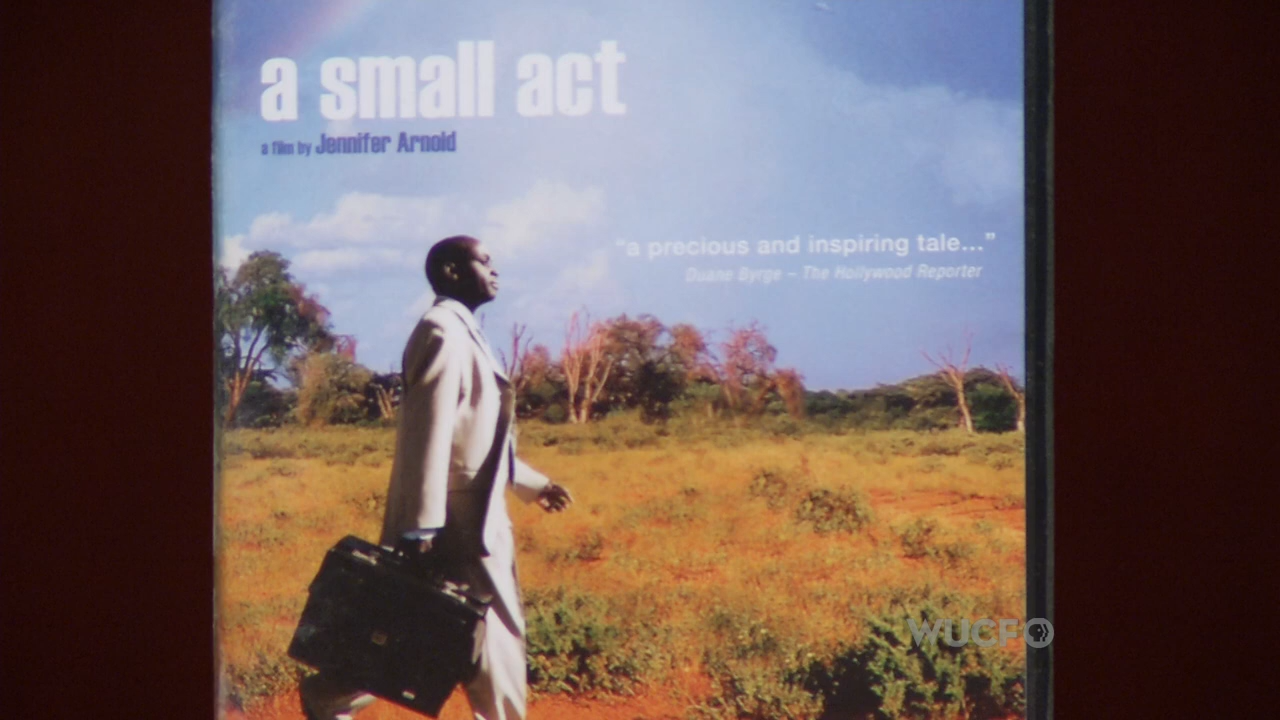 a small act
a film by Jennifer Arnold
“a precious and inspiring tale...”
Duane Byrge – The Hollywood Reporter
WUCF